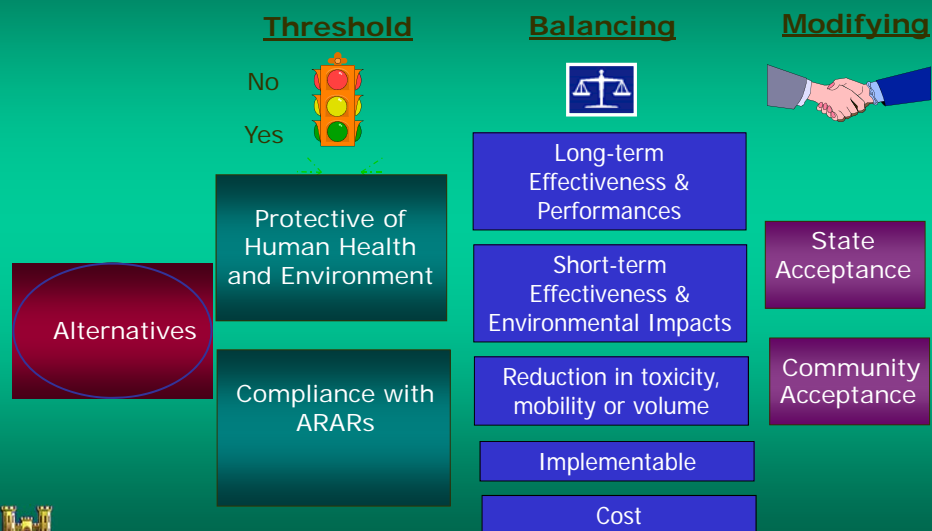 Threshold
Balancing
Modifying
No
Yes
Alternatives
Protective of
Human Health
and Environment
Compliance with
ARARs
Long-term
Effectiveness &
Performances
Short-term
Effectiveness &
Environmental Impacts
Reduction in toxicity,
mobility or volume
Implementable
Cost
State
Acceptance
Community
Acceptance